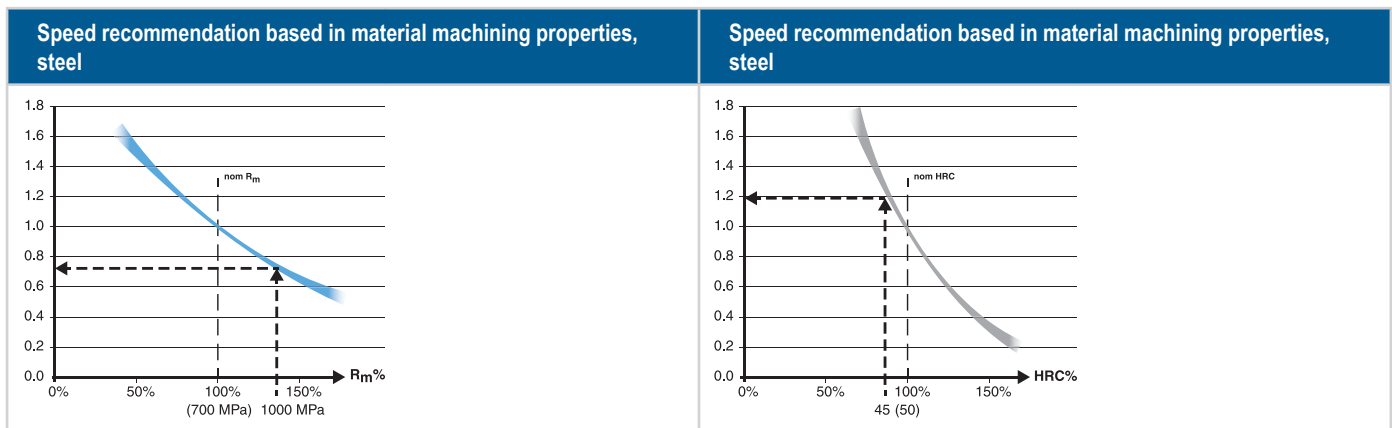 Speed recommendation based in material machining properties,
steel
1.8
1.6
1.4
1.2
1.0
0.8
0.6
0.4
0.2
0.0
nom Rm
0% 50% 100% 150% Rm%
(700 MPa) 1000 MPa
Speed recommendation based in material machining properties,
steel
1.8
1.6
1.4
1.2
1.0
0.8
0.6
0.4
0.2
0.0
nom HRC
0% 50% 100% 150% HRC%
45 (50)